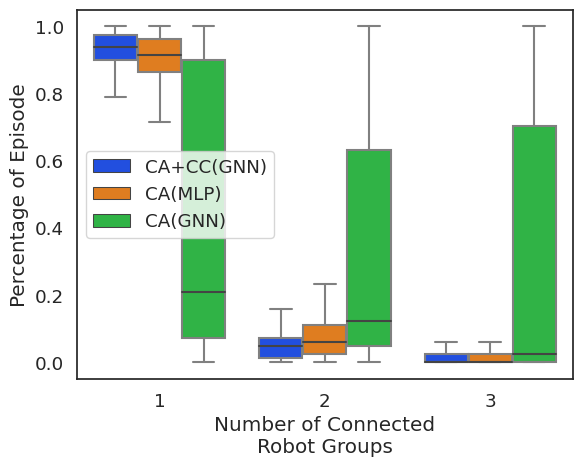 Percentage of Episode
1.0
0.8
0.6
0.4
0.2
0.0
CA+CC(GNN)
CA(MLP)
CA(GNN)
1 2 3
Number of Connected
Robot Groups